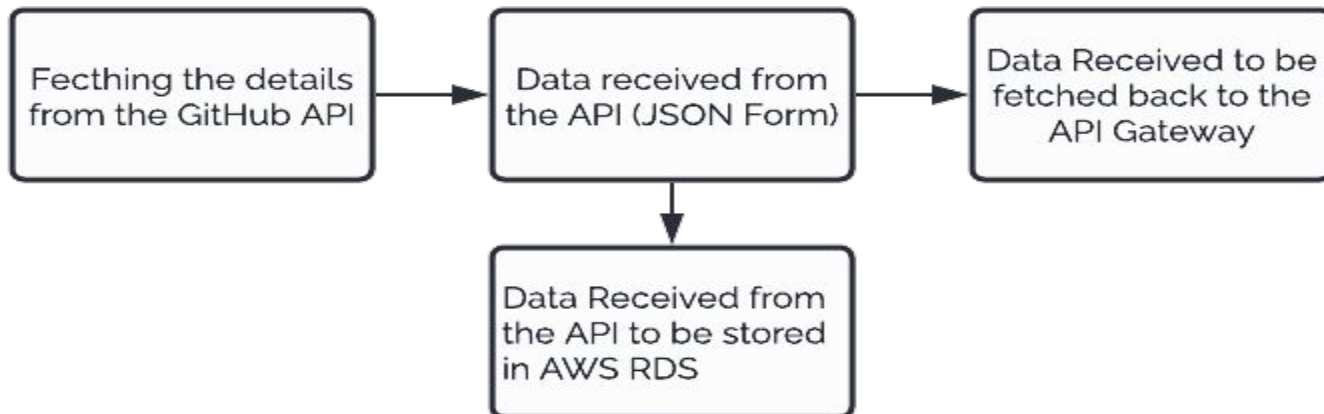 Fecthing the details
from the GitHub API
Data received from
the API (JSON Form)
Data Received to be
fetched back to the
API Gateway
Data Received from
the API to be stored
in AWS RDS